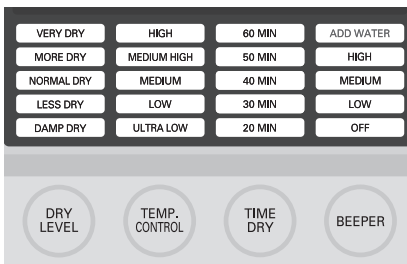 VERY DRY HIGH 60 MIN ADD WATER
MORE DRY MEDIUM HIGH 50 MIN HIGH
NORMAL DRY MEDIUM 40 MIN MEDIUM
LESS DRY LOW 30 MIN LOW
DAMP DRY ULTRA LOW 20 MIN OFF
DRY LEVEL
TEMP. CONTROL
TIME DRY
BEEPER